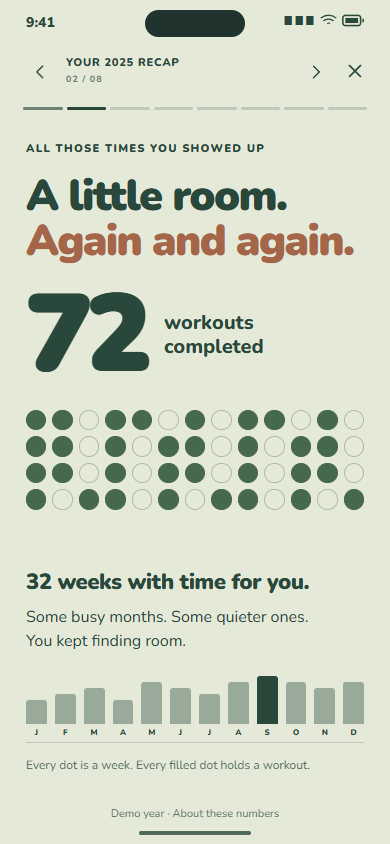 9:41
YOUR 2025 RECAP
02 / 08
ALL THOSE TIMES YOU SHOWED UP
A little room.
Again and again.
72
workouts
completed
32 weeks with time for you.
Some busy months. Some quieter ones.
You kept finding room.
J F M A M J J A S O N D
Every dot is a week. Every filled dot holds a workout.
Demo year · About these numbers